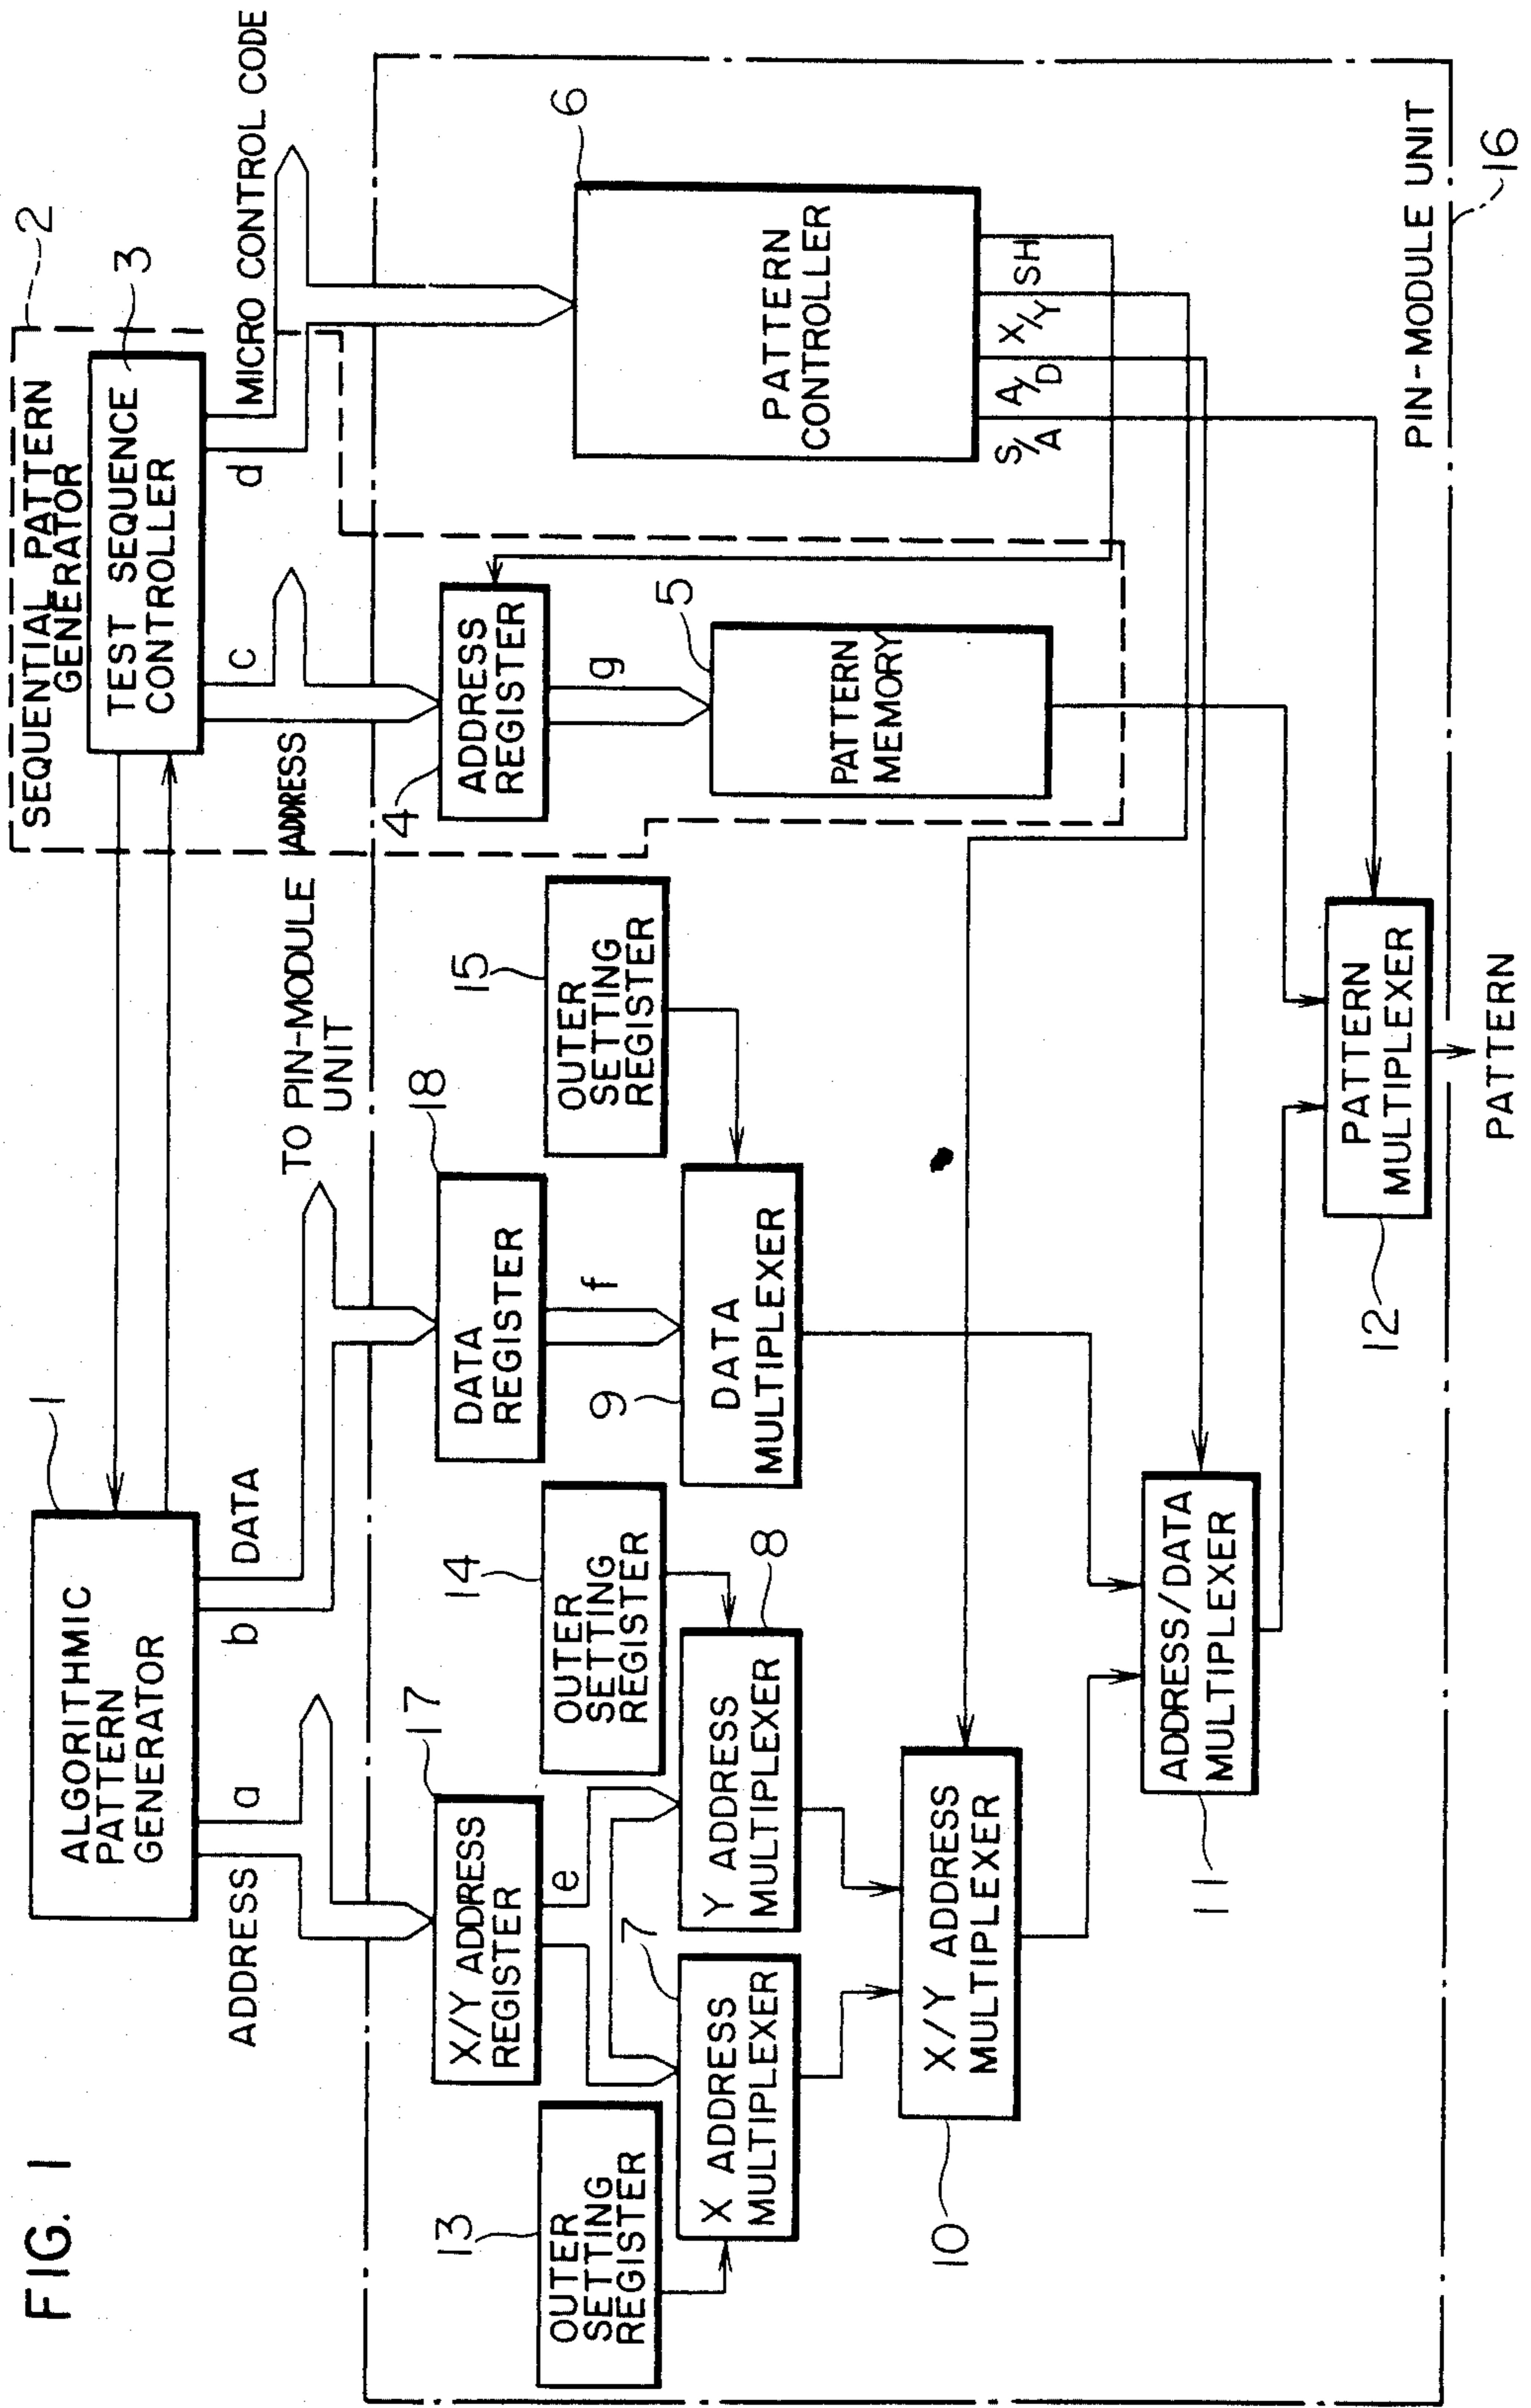 FIG. 1
SEQUENTIAL PATTERN
GENERATOR
2
1
ALGORITHMIC
PATTERN
GENERATOR
3
TEST SEQUENCE
CONTROLLER
ADDRESS
a
b
DATA
TO PIN-MODULE
UNIT
ADDRESS
c
d
MICRO CONTROL CODE
17
X/Y ADDRESS
REGISTER
e
18
DATA
REGISTER
f
4
ADDRESS
REGISTER
g
13
OUTER
SETTING
REGISTER
14
OUTER
SETTING
REGISTER
15
OUTER
SETTING
REGISTER
5
PATTERN
MEMORY
6
PATTERN
CONTROLLER
S/A
A/D
X/Y
SH
7
X ADDRESS
MULTIPLEXER
8
Y ADDRESS
MULTIPLEXER
9
DATA
MULTIPLEXER
10
X/Y ADDRESS
MULTIPLEXER
11
ADDRESS/DATA
MULTIPLEXER
12
PATTERN
MULTIPLEXER
PIN-MODULE UNIT
16
PATTERN